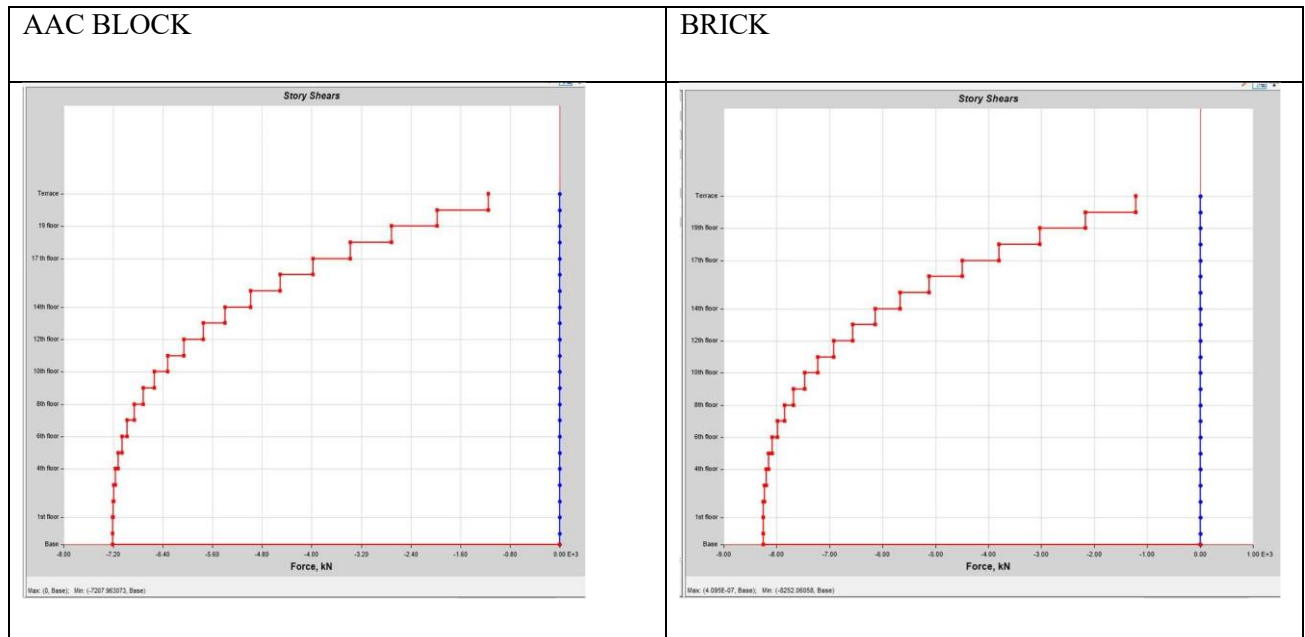 AAC BLOCK
BRICK
Story Shears
Terrace
19 floor
17 th floor
14th floor
12th floor
10th floor
8th floor
6th floor
4th floor
1st floor
Base
-8.00 -7.20 -6.40 -5.60 -4.80 -4.00 -3.20 -2.40 -1.60 -0.80 0.00 E+3
Force, kN
Max: (0, Base); Min: (-7207.963073, Base)
Story Shears
Terrace
19th floor
17th floor
14th floor
12th floor
10th floor
8th floor
6th floor
4th floor
1st floor
Base
-9.00 -8.00 -7.00 -6.00 -5.00 -4.00 -3.00 -2.00 -1.00 0.00 1.00 E+3
Force, kN
Max: (4.095E-07, Base); Min: (-8252.06058, Base)